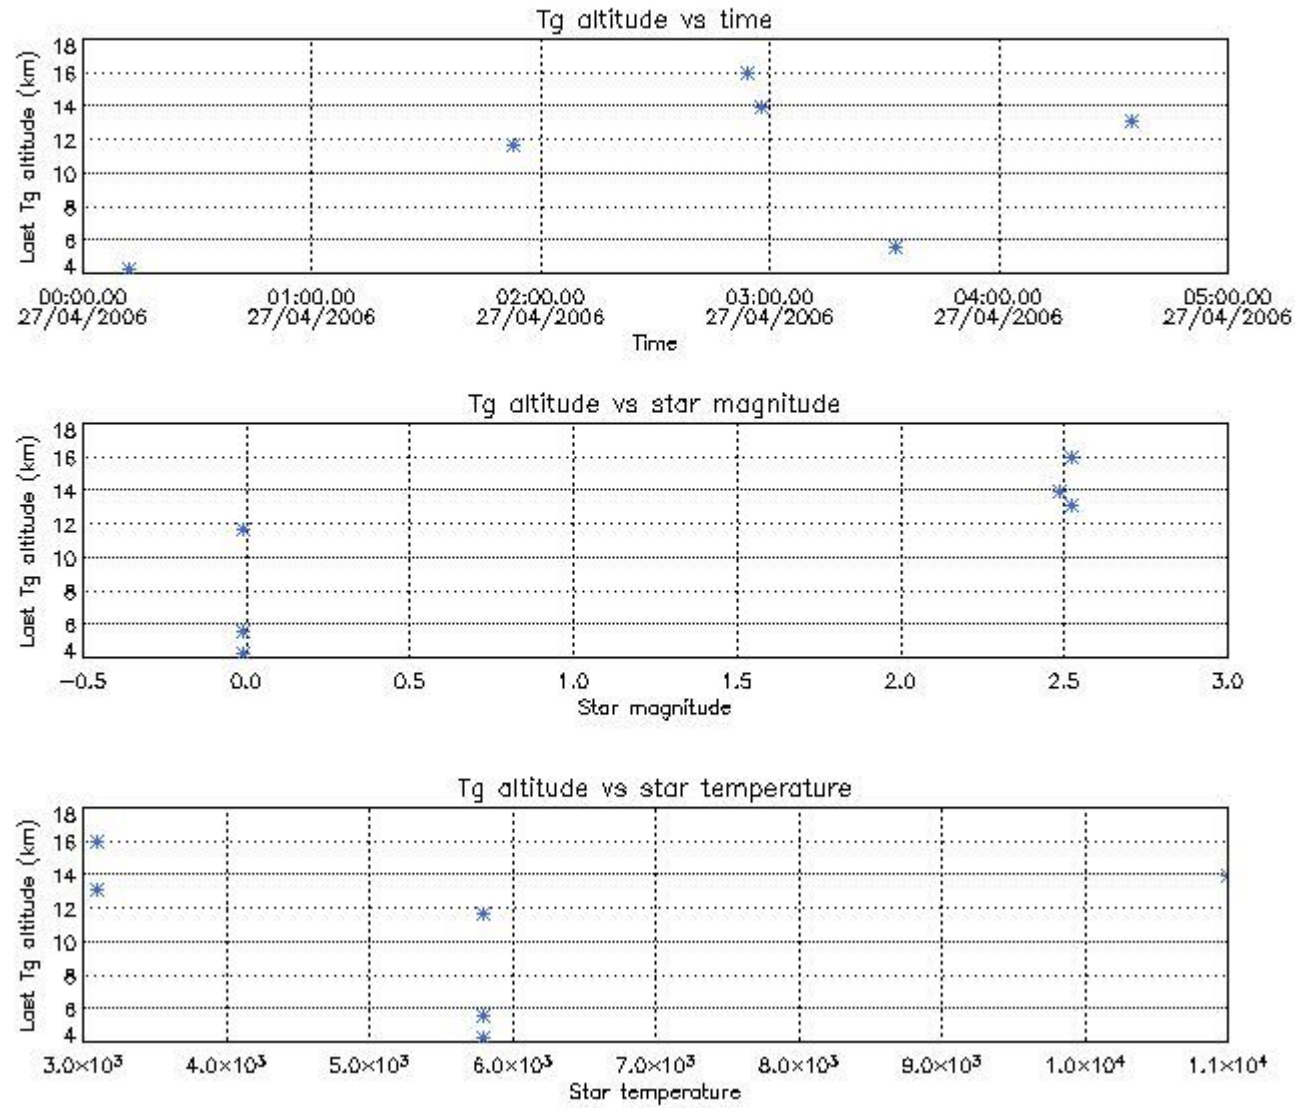 Tg altitude vs time
Last Tg altitude (km)
18
16
14
12
10
8
6
4
00:00.00 01:00.00 02:00.00 03:00.00 04:00.00 05:00.00
27/04/2006 27/04/2006 27/04/2006 27/04/2006 27/04/2006 27/04/2006
Time
Tg altitude vs star magnitude
Last Tg altitude (km)
18
16
14
12
10
8
6
4
−0.5 0.0 0.5 1.0 1.5 2.0 2.5 3.0
Star magnitude
Tg altitude vs star temperature
Last Tg altitude (km)
18
16
14
12
10
8
6
4
3.0×10³ 4.0×10³ 5.0×10³ 6.0×10³ 7.0×10³ 8.0×10³ 9.0×10³ 1.0×10⁴ 1.1×10⁴
Star temperature